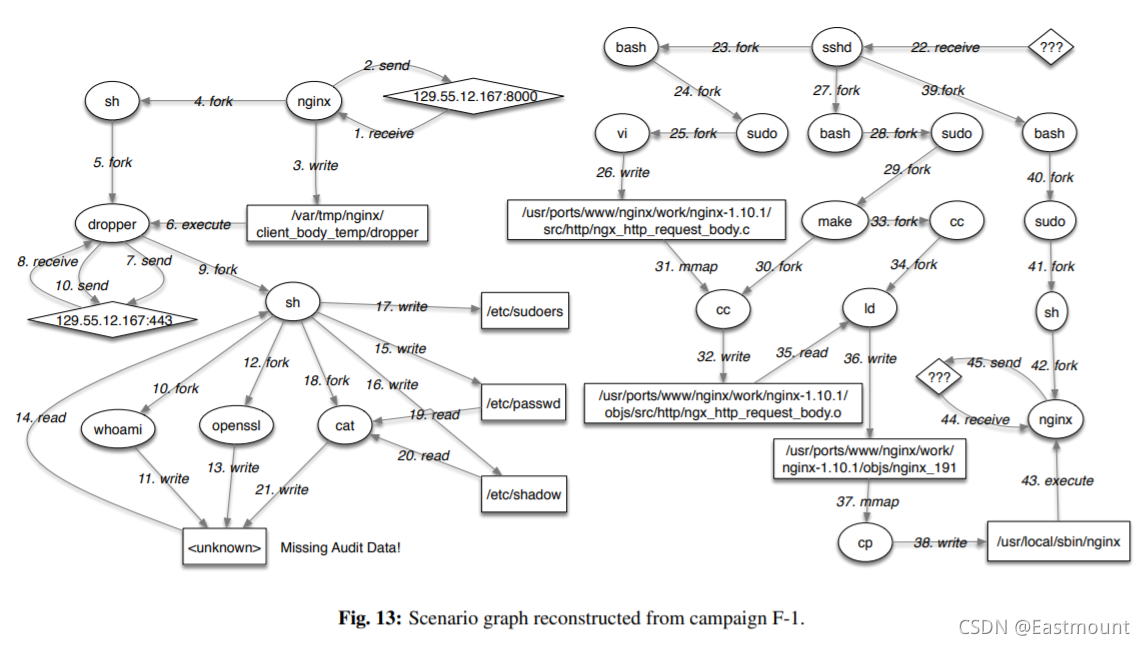 2. send
22. receive
???
bash
23. fork
sshd
sh
4. fork
nginx
129.55.12.167:8000
24. fork
27. fork
39.fork
1. receive
vi
25. fork
sudo
bash
28. fork
sudo
bash
5. fork
3. write
26. write
29. fork
40. fork
dropper
6. execute
/var/tmp/nginx/
client_body_temp/dropper
/usr/ports/www/nginx/work/nginx-1.10.1/
src/http/ngx_http_request_body.c
make
33. fork
cc
sudo
8. receive
7. send
10. send
9. fork
31. mmap
30. fork
34. fork
41. fork
129.55.12.167:443
sh
17. write
/etc/sudoers
cc
ld
sh
12. fork
15. write
32. write
35. read
36. write
45. send
42. fork
???
10. fork
18. fork
16. write
14. read
19. read
/etc/passwd
/usr/ports/www/nginx/work/nginx-1.10.1/
objs/src/http/ngx_http_request_body.o
44. receive
nginx
whoami
openssl
cat
20. read
/usr/ports/www/nginx/work/
nginx-1.10.1/objs/nginx_191
11. write
13. write
21. write
/etc/shadow
43. execute
37. mmap
<unknown>
Missing Audit Data!
cp
38. write
/usr/local/sbin/nginx
Fig. 13: Scenario graph reconstructed from campaign F-1.
CSDN @Eastmount